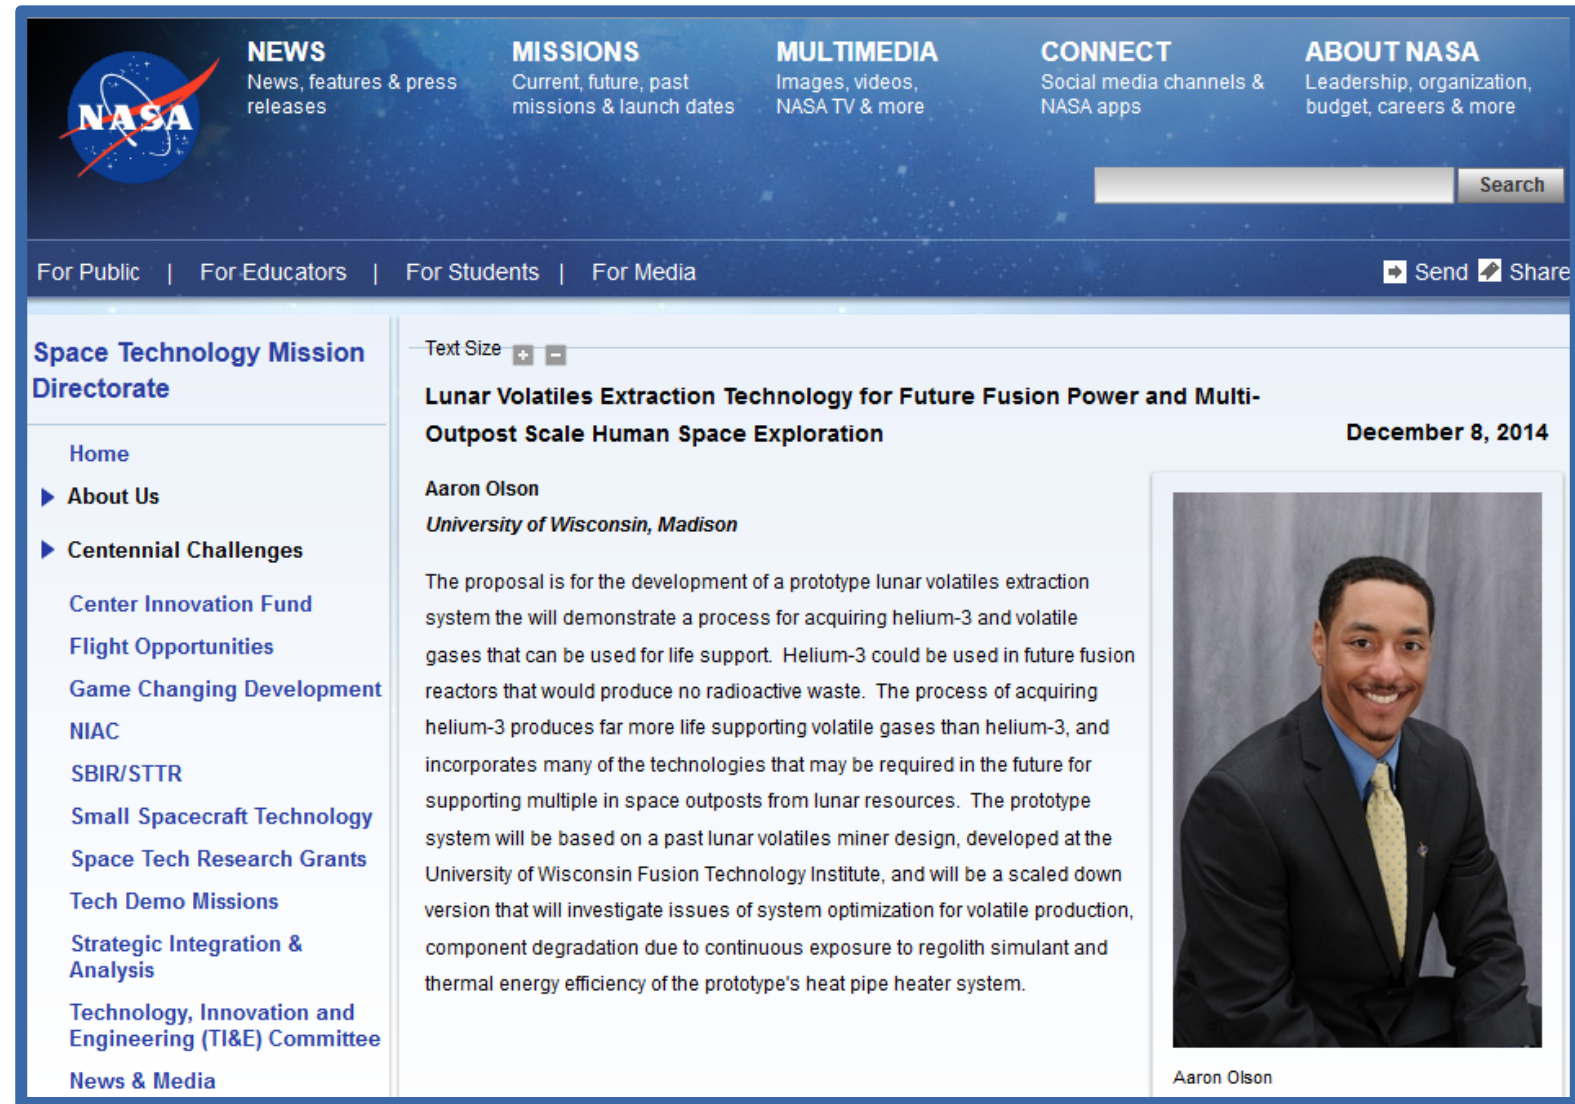 NASA
NEWS
News, features & press
releases
MISSIONS
Current, future, past
missions & launch dates
MULTIMEDIA
Images, videos,
NASA TV & more
CONNECT
Social media channels &
NASA apps
ABOUT NASA
Leadership, organization,
budget, careers & more
Search
For Public | For Educators | For Students | For Media
Send Share
Space Technology Mission
Directorate
Home
About Us
Centennial Challenges
Center Innovation Fund
Flight Opportunities
Game Changing Development
NIAC
SBIR/STTR
Small Spacecraft Technology
Space Tech Research Grants
Tech Demo Missions
Strategic Integration &
Analysis
Technology, Innovation and
Engineering (TI&E) Committee
News & Media
Text Size + -
Lunar Volatiles Extraction Technology for Future Fusion Power and Multi-
Outpost Scale Human Space Exploration
December 8, 2014
Aaron Olson
University of Wisconsin, Madison
The proposal is for the development of a prototype lunar volatiles extraction
system the will demonstrate a process for acquiring helium-3 and volatile
gases that can be used for life support. Helium-3 could be used in future fusion
reactors that would produce no radioactive waste. The process of acquiring
helium-3 produces far more life supporting volatile gases than helium-3, and
incorporates many of the technologies that may be required in the future for
supporting multiple in space outposts from lunar resources. The prototype
system will be based on a past lunar volatiles miner design, developed at the
University of Wisconsin Fusion Technology Institute, and will be a scaled down
version that will investigate issues of system optimization for volatile production,
component degradation due to continuous exposure to regolith simulant and
thermal energy efficiency of the prototype's heat pipe heater system.
Aaron Olson